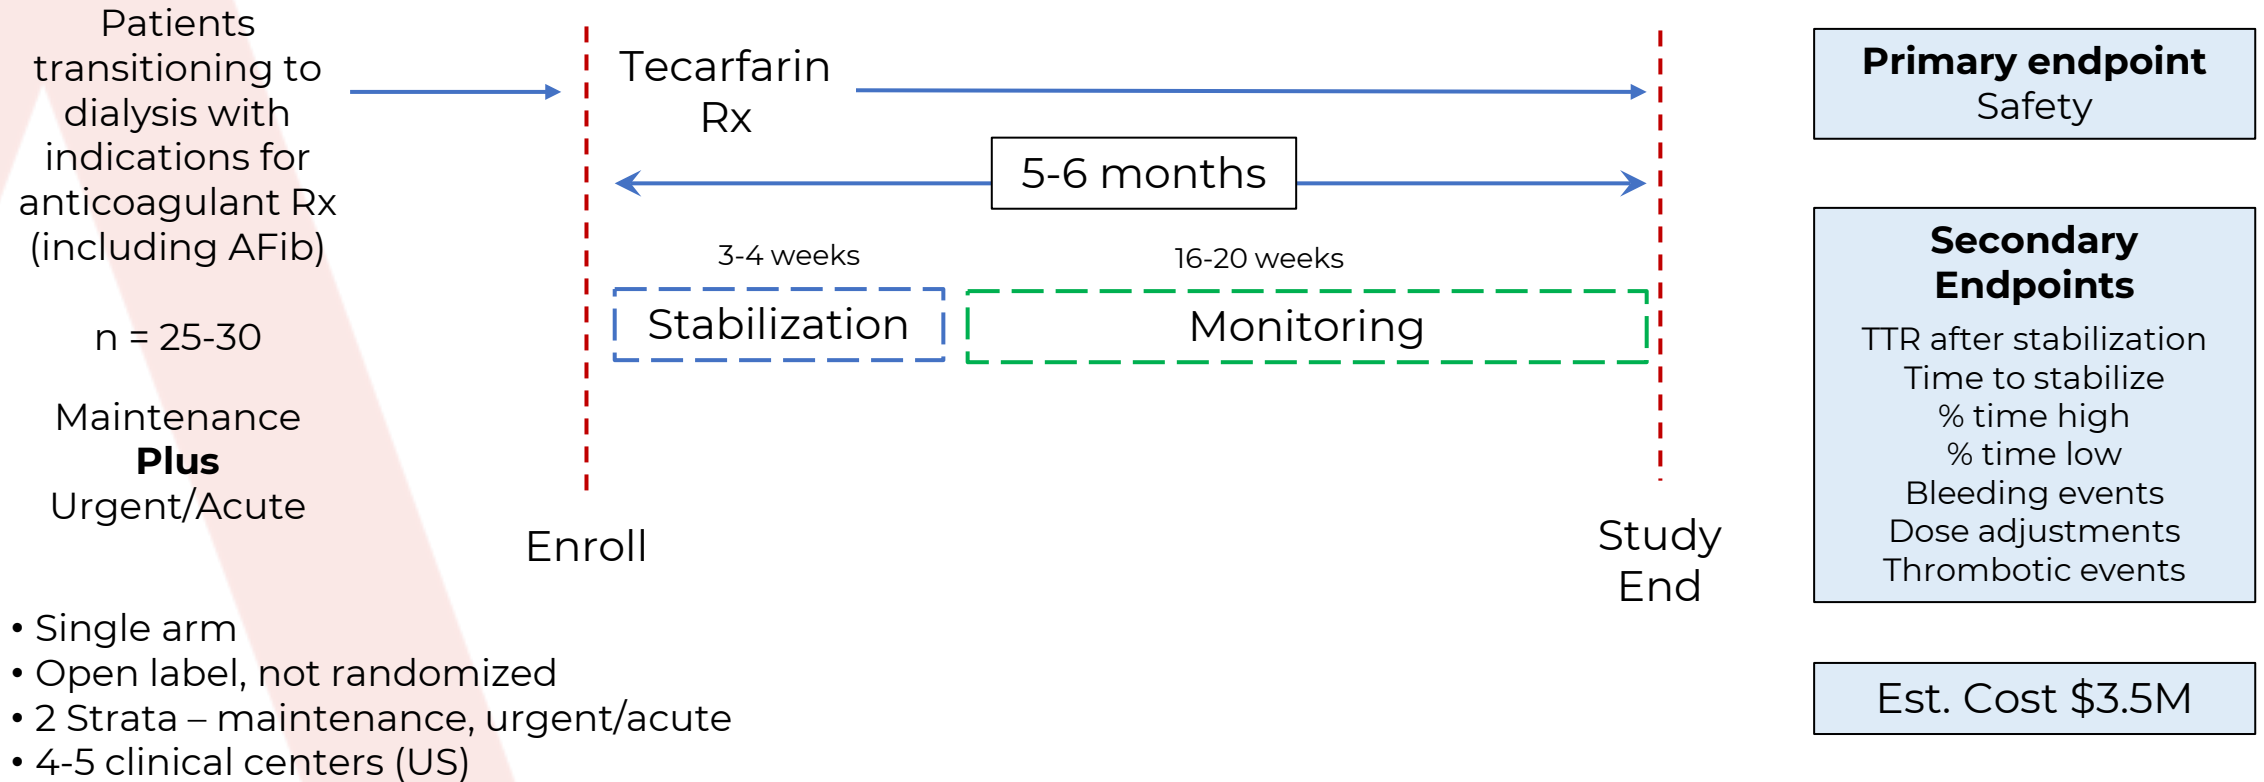 Patients
transitioning to
dialysis with
indications for
anticoagulant Rx
(including AFib)
n = 25-30
Maintenance
Plus
Urgent/Acute
• Single arm
• Open label, not randomized
• 2 Strata – maintenance, urgent/acute
• 4-5 clinical centers (US)
Tecarfarin
Rx
5-6 months
3-4 weeks
16-20 weeks
Stabilization
Monitoring
Enroll
Study
End
Primary endpoint
Safety
Secondary
Endpoints
TTR after stabilization
Time to stabilize
% time high
% time low
Bleeding events
Dose adjustments
Thrombotic events
Est. Cost $3.5M